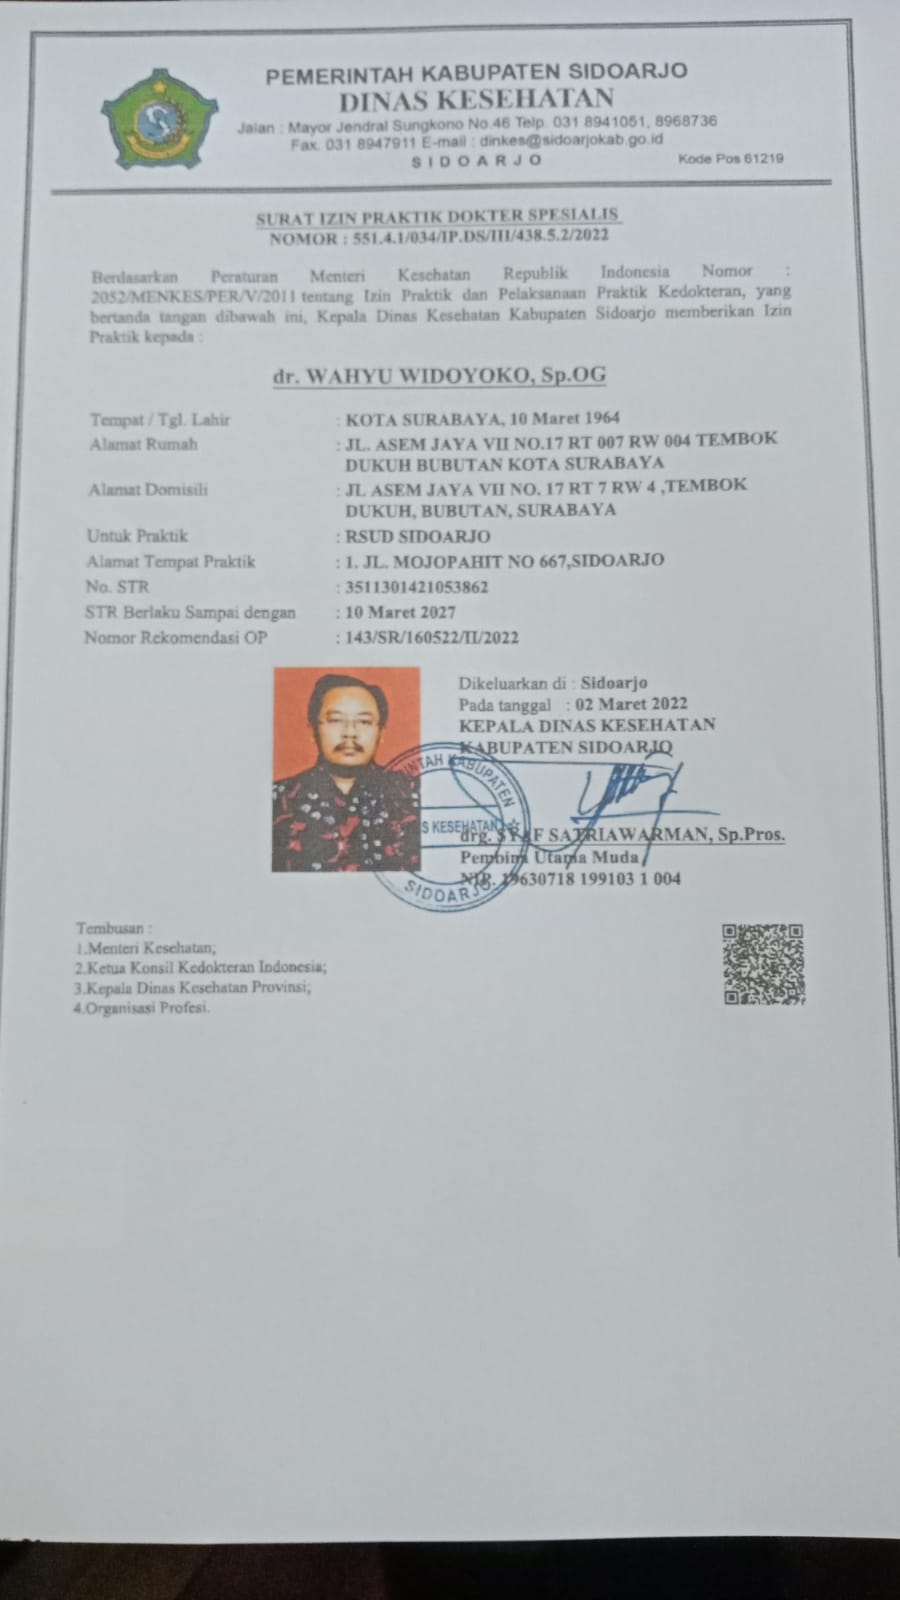 PEMERINTAH KABUPATEN SIDOARJO
DINAS KESEHATAN
Jalan : Mayor Jendral Sungkono No.46 Telp. 031 8941051, 8968736
Fax. 031 8947911 E-mail : dinkes@sidoarjokab.go.id
S I D O A R J O
Kode Pos 61219
SURAT IZIN PRAKTIK DOKTER SPESIALIS
NOMOR : 551.4.1/034/IP.DS/III/438.5.2/2022
Berdasarkan Peraturan Menteri Kesehatan Republik Indonesia Nomor :
2052/MENKES/PER/V/2011 tentang Izin Praktik dan Pelaksanaan Praktik Kedokteran, yang
bertanda tangan dibawah ini, Kepala Dinas Kesehatan Kabupaten Sidoarjo memberikan Izin
Praktik kepada :
dr. WAHYU WIDOYOKO, Sp.OG
Tempat / Tgl. Lahir : KOTA SURABAYA, 10 Maret 1964
Alamat Rumah : JL. ASEM JAYA VII NO.17 RT 007 RW 004 TEMBOK
DUKUH BUBUTAN KOTA SURABAYA
Alamat Domisili : JL ASEM JAYA VII NO. 17 RT 7 RW 4 ,TEMBOK
DUKUH, BUBUTAN, SURABAYA
Untuk Praktik : RSUD SIDOARJO
Alamat Tempat Praktik : 1. JL. MOJOPAHIT NO 667,SIDOARJO
No. STR : 3511301421053862
STR Berlaku Sampai dengan : 10 Maret 2027
Nomor Rekomendasi OP : 143/SR/160522/II/2022
Dikeluarkan di : Sidoarjo
Pada tanggal : 02 Maret 2022
KEPALA DINAS KESEHATAN
KABUPATEN SIDOARJO
INTAH KABUPATEN
S KESEHATAN
SIDOARJO
drg. SYAF SATRIAWARMAN, Sp.Pros.
Pembina Utama Muda
NIP. 19630718 199103 1 004
Tembusan :
1.Menteri Kesehatan;
2.Ketua Konsil Kedokteran Indonesia;
3.Kepala Dinas Kesehatan Provinsi;
4.Organisasi Profesi.